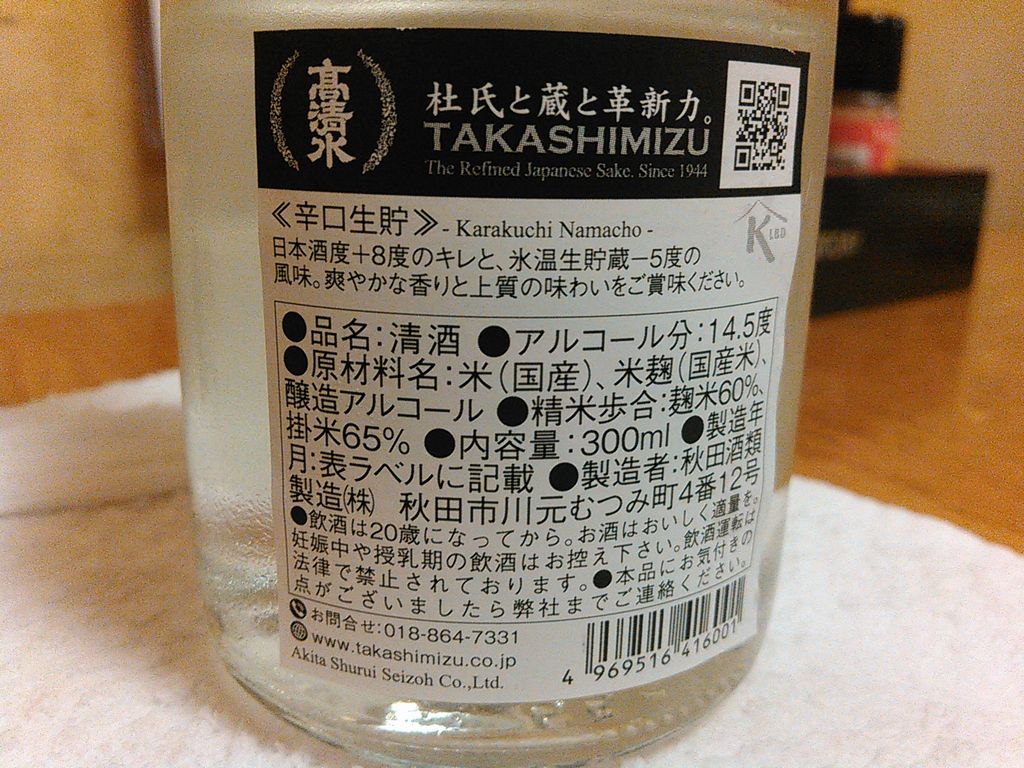 高清水
杜氏と蔵と革新力。
TAKASHIMIZU
The Refined Japanese Sake. Since 1944
≪辛口生貯≫- Karakuchi Namacho -
K LBD
日本酒度+8度のキレと、氷温生貯蔵−5度の
風味。爽やかな香りと上質の味わいをご賞味ください。
●品名:清酒 ●アルコール分:14.5度
●原材料名:米(国産)、米麹(国産米)、
醸造アルコール ●精米歩合:麹米60%、
掛米65% ●内容量:300ml ●製造年
月:表ラベルに記載 ●製造者:秋田酒類
製造㈱ 秋田市川元むつみ町4番12号
●飲酒は20歳になってから。お酒はおいしく適量を。
妊娠中や授乳期の飲酒はお控え下さい。飲酒運転は
法律で禁止されております。●本品にお気付きの
点がございましたら弊社までご連絡ください。
お問合せ:018-864-7331
www.takashimizu.co.jp
Akita Shurui Seizoh Co.,Ltd.
4 969516 416001